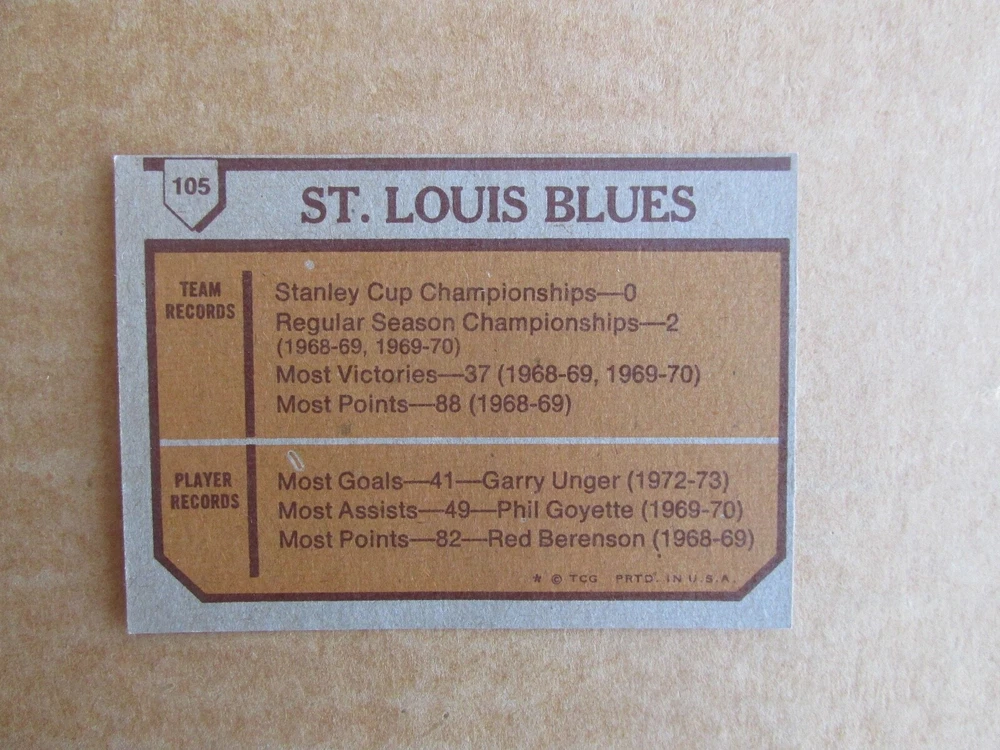 105
ST. LOUIS BLUES
TEAM
RECORDS
Stanley Cup Championships—0
Regular Season Championships—2
(1968-69, 1969-70)
Most Victories—37 (1968-69, 1969-70)
Most Points—88 (1968-69)
PLAYER
RECORDS
Most Goals—41—Garry Unger (1972-73)
Most Assists—49—Phil Goyette (1969-70)
Most Points—82—Red Berenson (1968-69)
* © TCG PRTD. IN U.S.A.